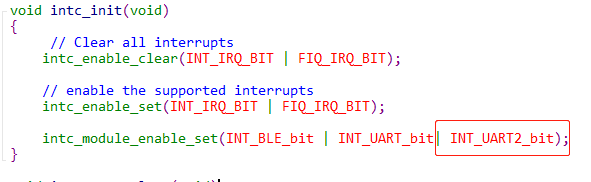 void intc_init(void)
{
// Clear all interrupts
intc_enable_clear(INT_IRQ_BIT | FIQ_IRQ_BIT);
// enable the supported interrupts
intc_enable_set(INT_IRQ_BIT | FIQ_IRQ_BIT);
intc_module_enable_set(INT_BLE_bit | INT_UART_bit| INT_UART2_bit);
}